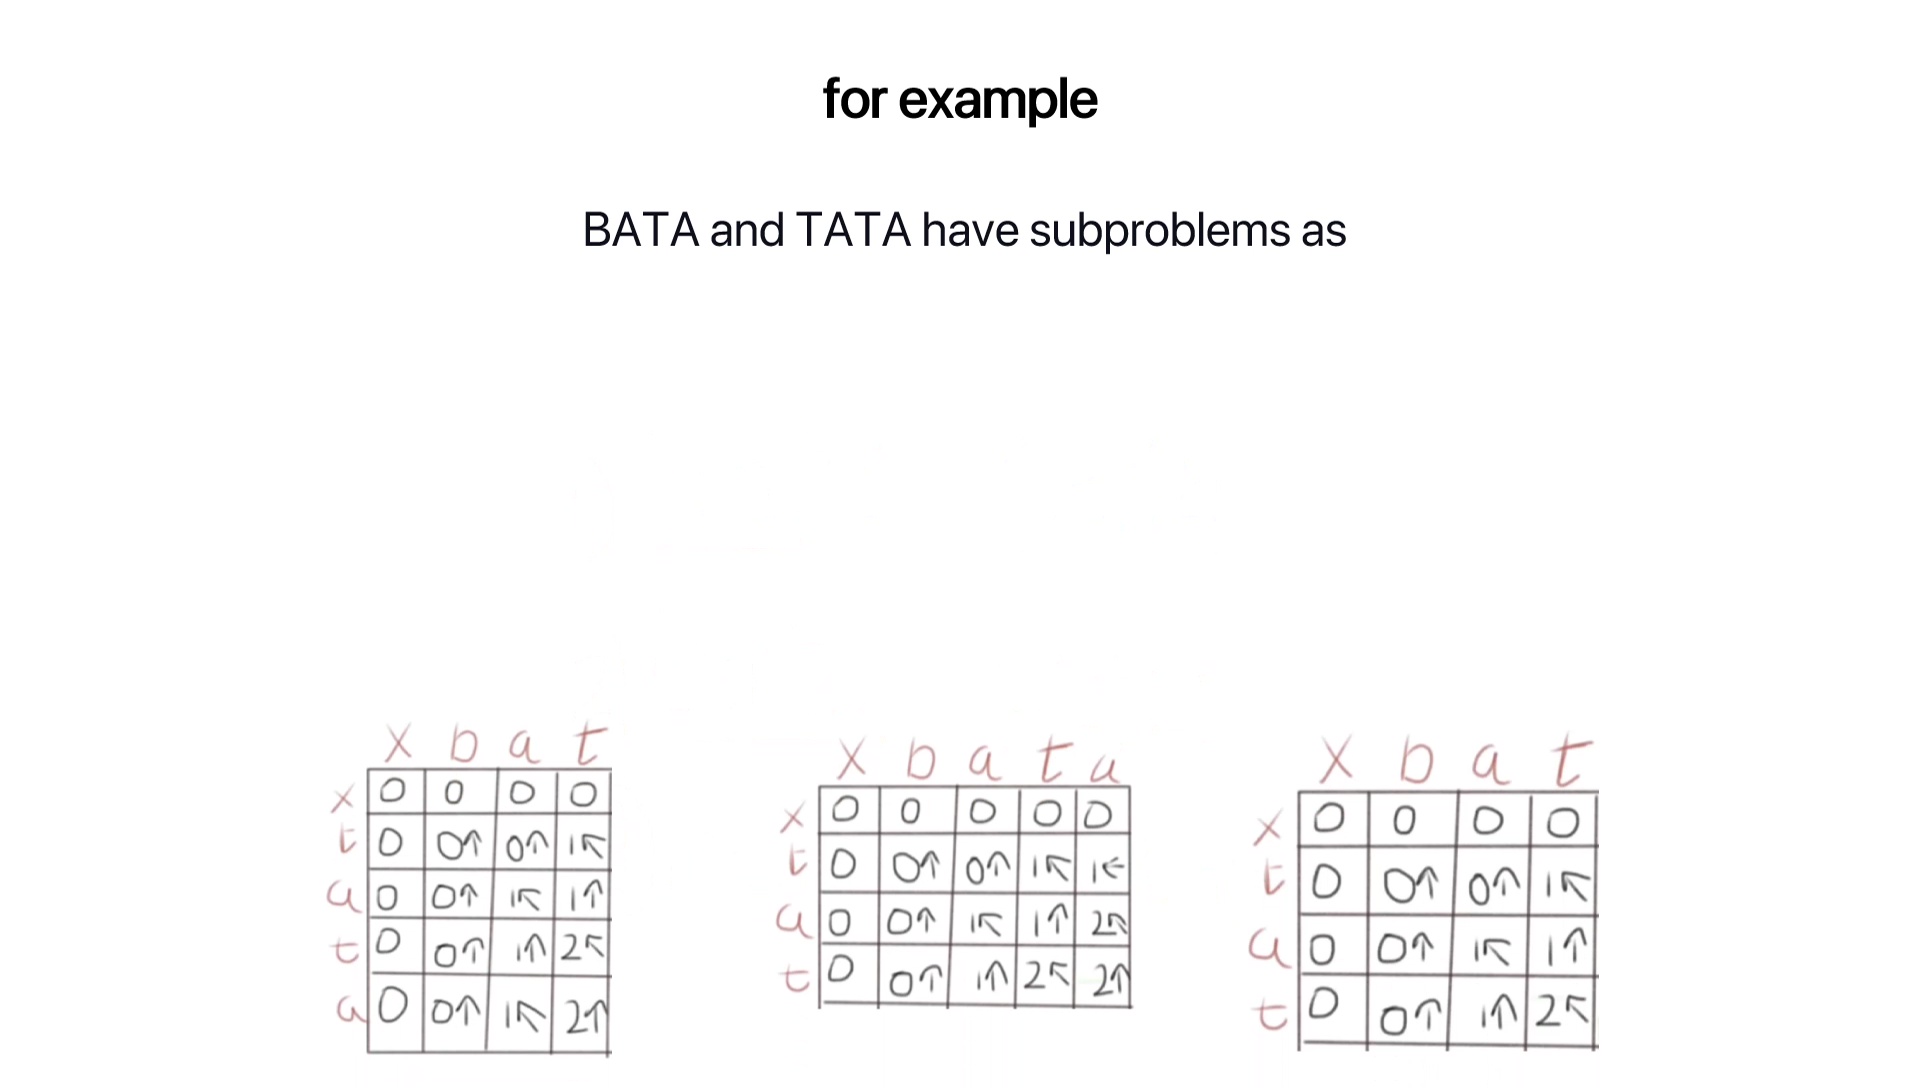 for example
BATA and TATA have subproblems as
x b a t
x 0 0 0 0
t 0 0↑ 0↑ 1↖
a 0 0↑ 1↖ 1↑
t 0 0↑ 1↑ 2↖
a 0 0↑ 1↖ 2↑
x b a t a
x 0 0 0 0 0
t 0 0↑ 0↑ 1↖ 1←
a 0 0↑ 1↖ 1↑ 2↖
t 0 0↑ 1↑ 2↖ 2↑
x b a t
x 0 0 0 0
t 0 0↑ 0↑ 1↖
a 0 0↑ 1↖ 1↑
t 0 0↑ 1↑ 2↖